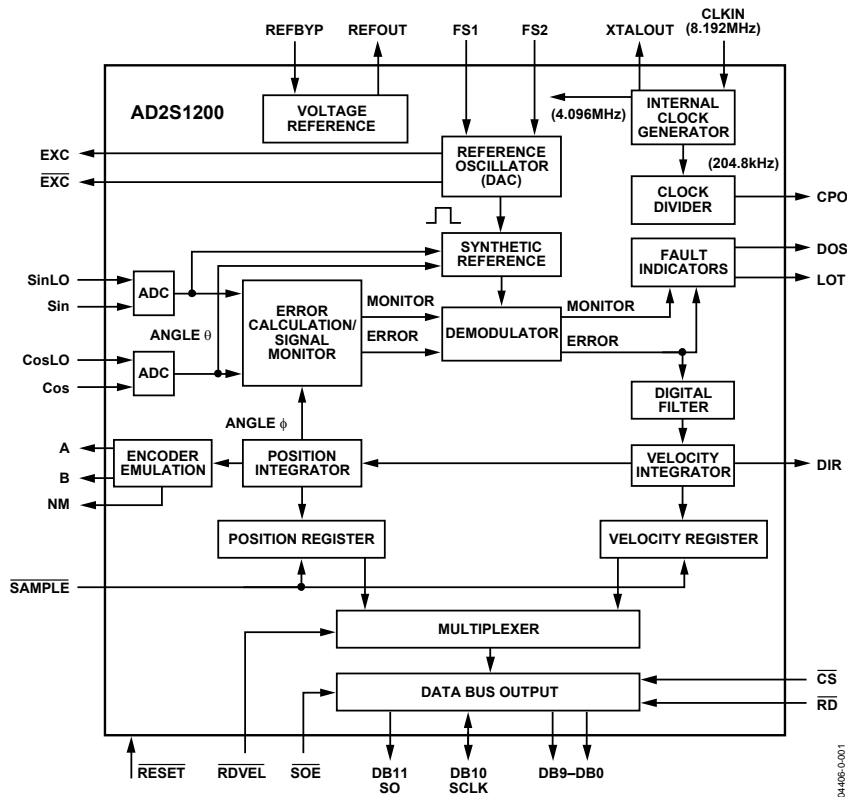 CLKIN
REFBYP REFOUT FS1 FS2 XTALOUT (8.192MHz)
AD2S1200
VOLTAGE
REFERENCE
(4.096MHz)
INTERNAL
CLOCK
GENERATOR
EXC
EXC
REFERENCE
OSCILLATOR
(DAC)
(204.8kHz)
CLOCK
DIVIDER
CPO
SYNTHETIC
REFERENCE
FAULT
INDICATORS
DOS
LOT
SinLO
Sin
ADC
ANGLE θ
ERROR
CALCULATION/
SIGNAL
MONITOR
MONITOR
ERROR
DEMODULATOR
MONITOR
ERROR
CosLO
Cos
ADC
DIGITAL
FILTER
ANGLE ϕ
A
B
NM
ENCODER
EMULATION
POSITION
INTEGRATOR
VELOCITY
INTEGRATOR
DIR
POSITION REGISTER
VELOCITY REGISTER
SAMPLE
MULTIPLEXER
DATA BUS OUTPUT
CS
RD
RESET RDVEL SOE DB11 DB10 DB9–DB0
SO SCLK
04406-0-001